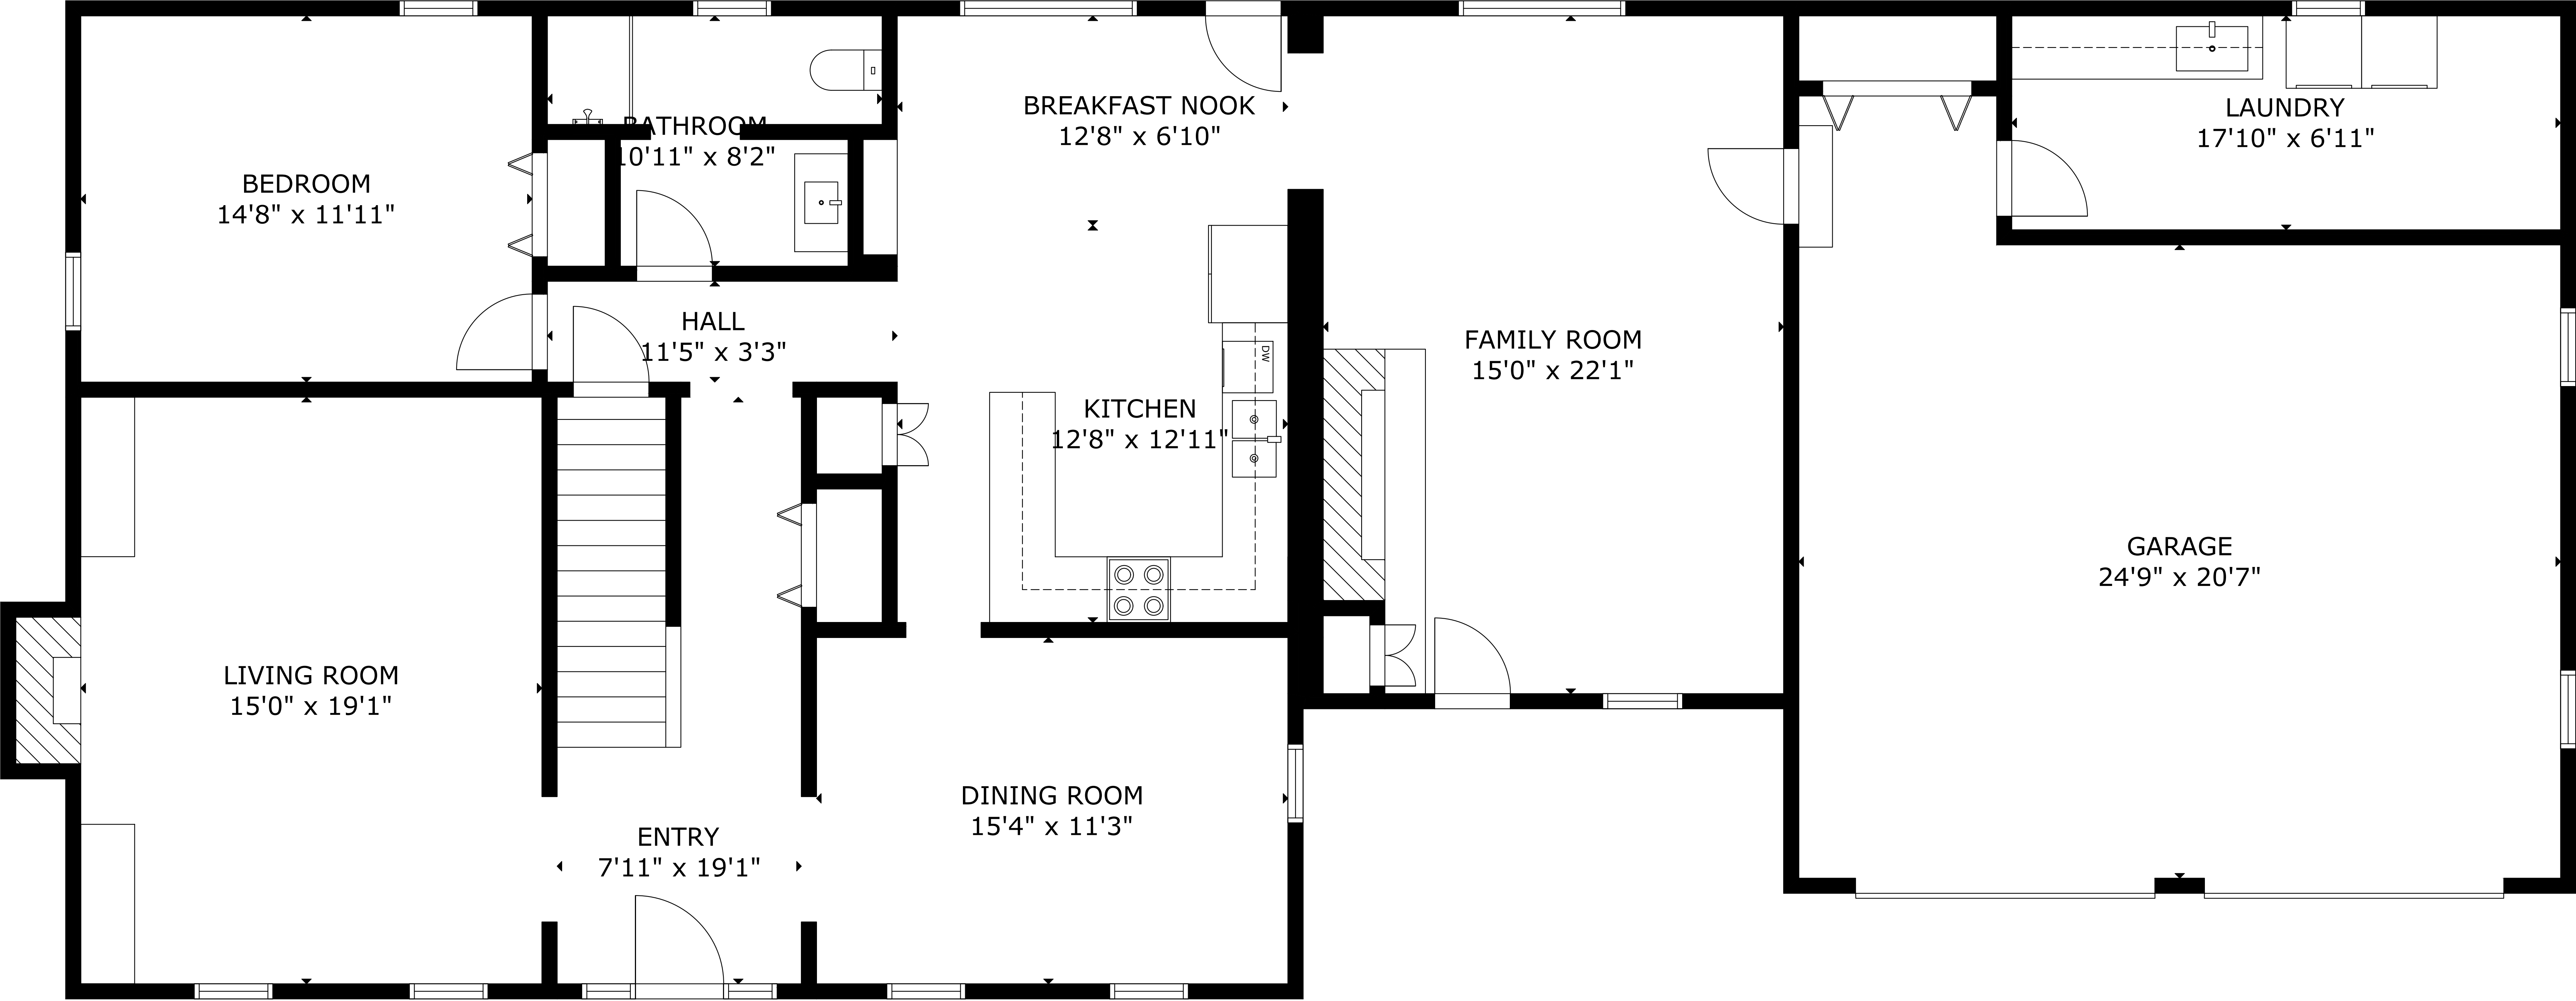 BREAKFAST NOOK
12'8" x 6'10"
LAUNDRY
17'10" x 6'11"
BATHROOM
10'11" x 8'2"
BEDROOM
14'8" x 11'11"
HALL
11'5" x 3'3"
FAMILY ROOM
15'0" x 22'1"
DW
KITCHEN
12'8" x 12'11"
GARAGE
24'9" x 20'7"
LIVING ROOM
15'0" x 19'1"
DINING ROOM
15'4" x 11'3"
ENTRY
7'11" x 19'1"